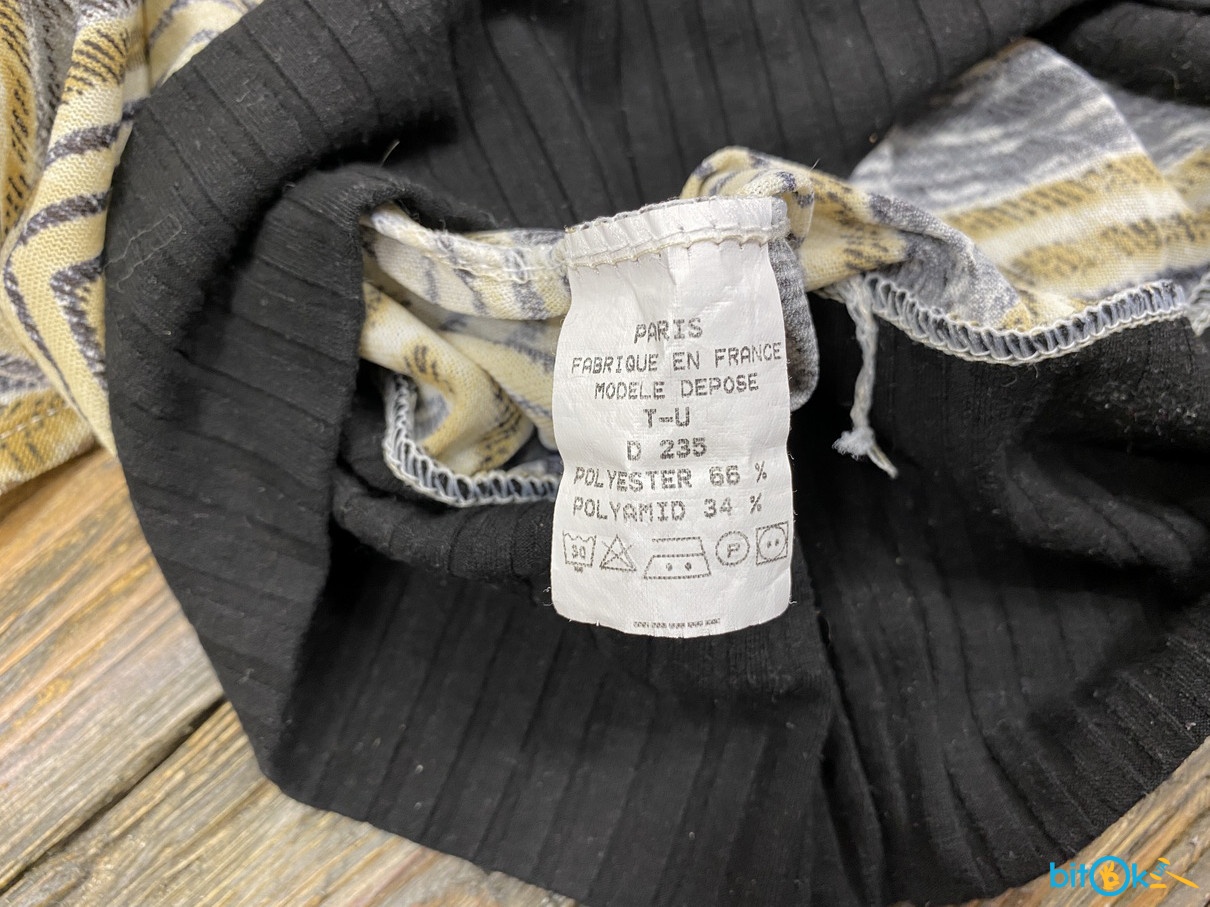 PARIS
FABRIQUE EN FRANCE
MODELE DEPOSE
T-U
D 235
POLYESTER 66 %
POLYAMID 34 %
30
P
bitOk